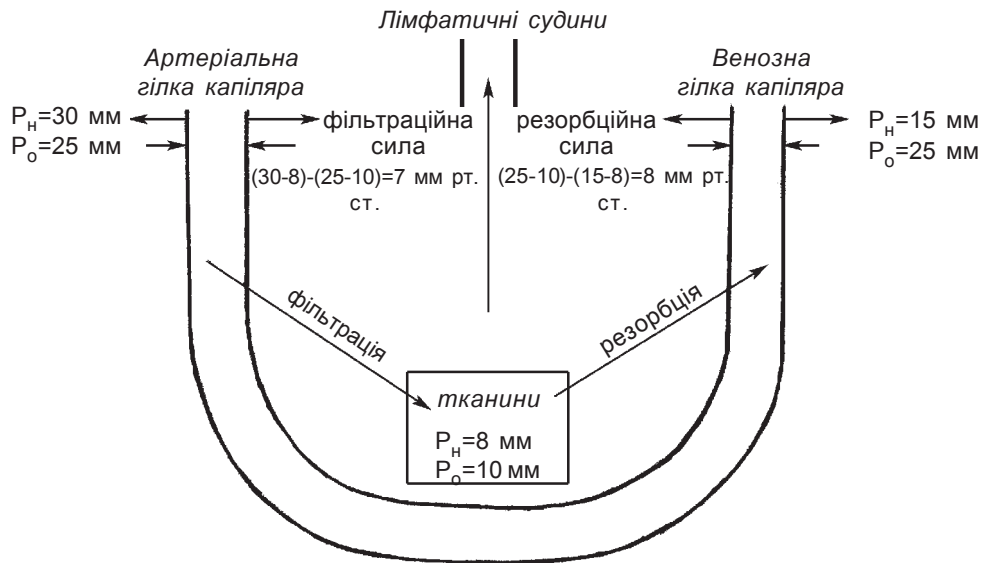 Лімфатичні судини
Артеріальна
гілка капіляра
Венозна
гілка капіляра
Pн=30 мм
Pо=25 мм
фільтраційна
сила
(30-8)-(25-10)=7 мм рт.
ст.
резорбційна
сила
(25-10)-(15-8)=8 мм рт.
ст.
Pн=15 мм
Pо=25 мм
фільтрація
резорбція
тканини
Pн=8 мм
Pо=10 мм